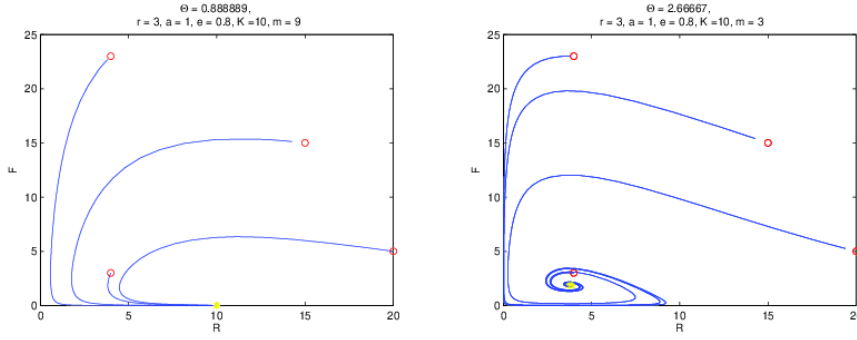 Θ = 0.888889,
r = 3, a = 1, e = 0.8, K =10, m = 9
25
20
15
10
5
0
F
0 5 10 15 20
R
Θ = 2.66667,
r = 3, a = 1, e = 0.8, K =10, m = 3
25
20
15
10
5
0
F
0 5 10 15 20
R